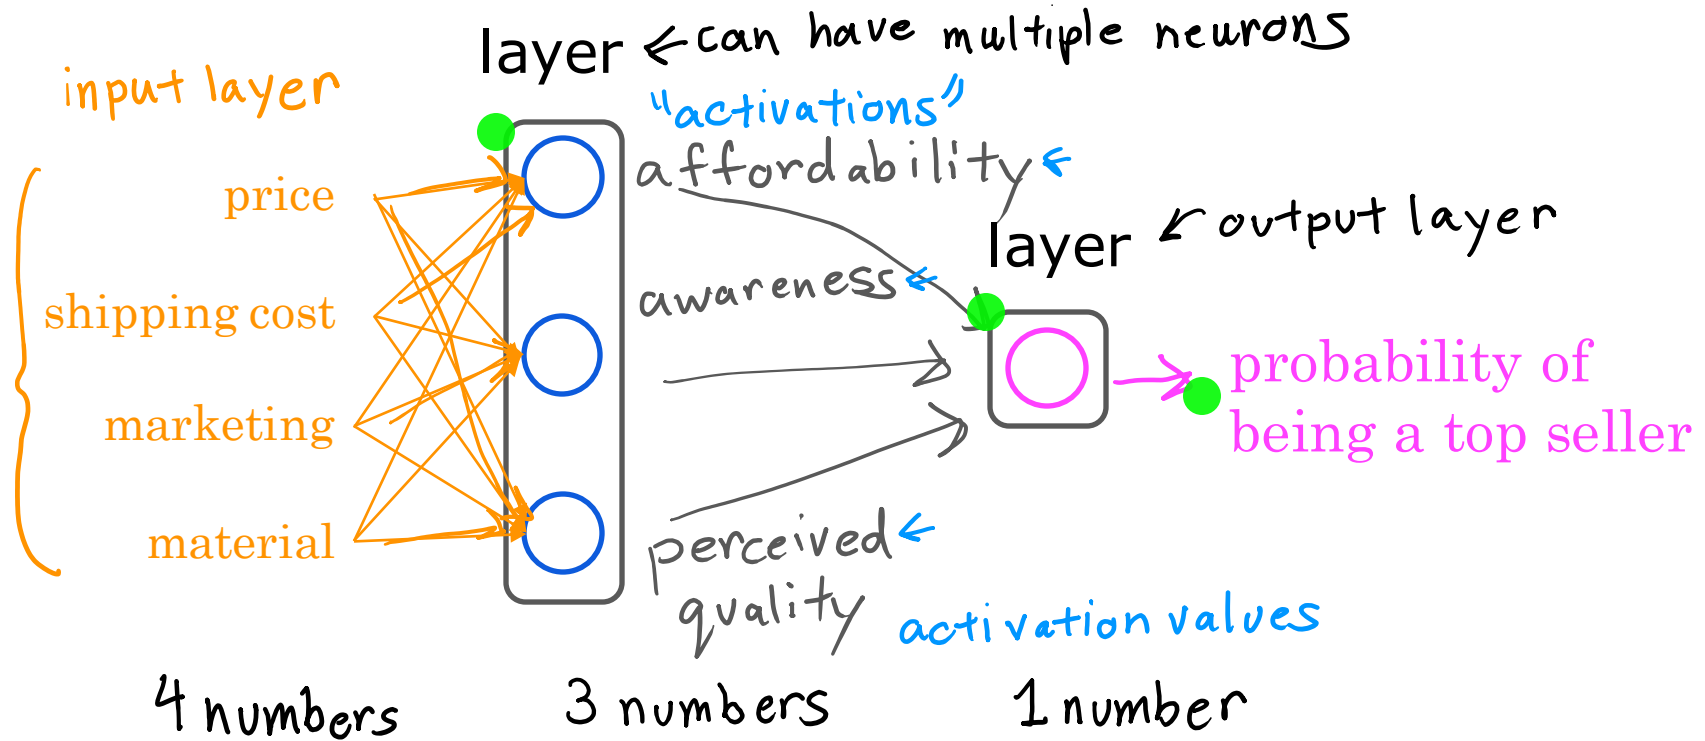 layer can have multiple neurons
input layer
"activations"
price
affordability
layer output layer
shipping cost
awareness
probability of
being a top seller
marketing
material
perceived
quality
activation values
4 numbers
3 numbers
1 number